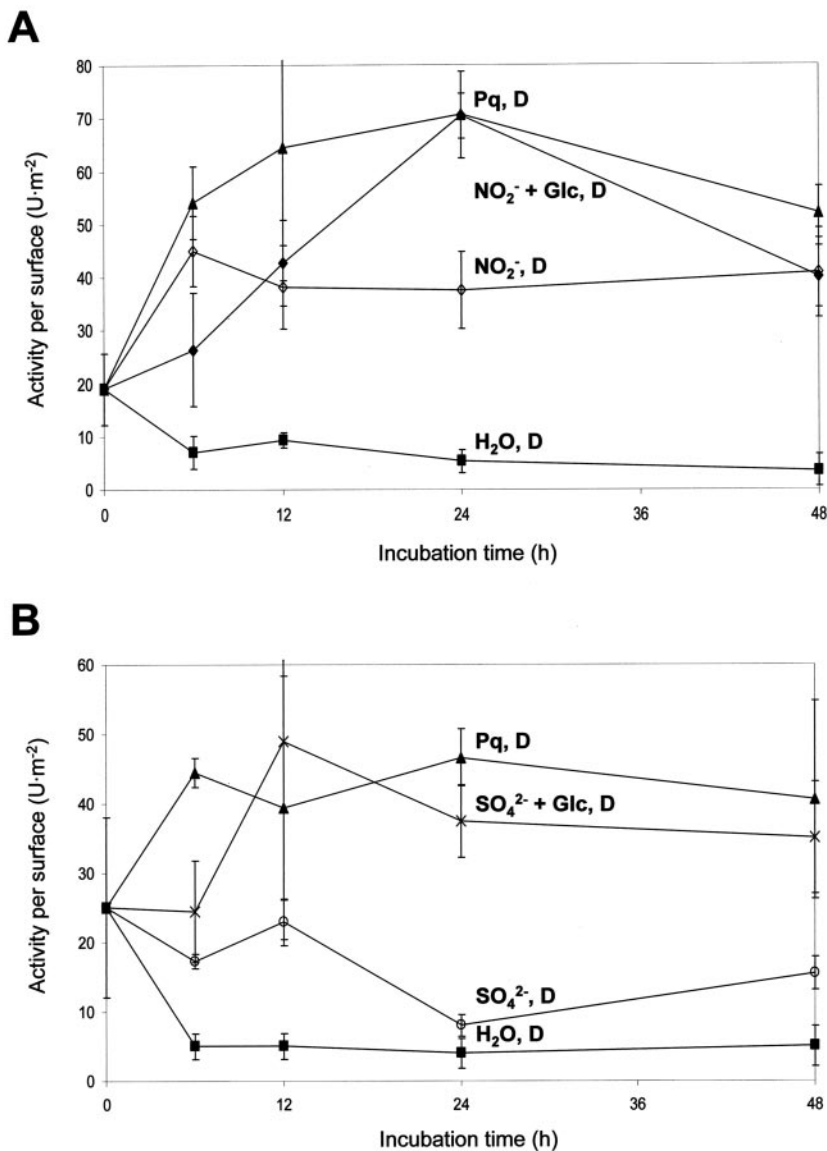 A
Activity per surface (U·m⁻²)
80
70
60
50
40
30
20
10
0
Pq, D
NO₂⁻ + Glc, D
NO₂⁻, D
H₂O, D
0 12 24 36 48
Incubation time (h)
B
Activity per surface (U·m⁻²)
60
50
40
30
20
10
0
Pq, D
SO₄²⁻ + Glc, D
SO₄²⁻, D
H₂O, D
0 12 24 36 48
Incubation time (h)